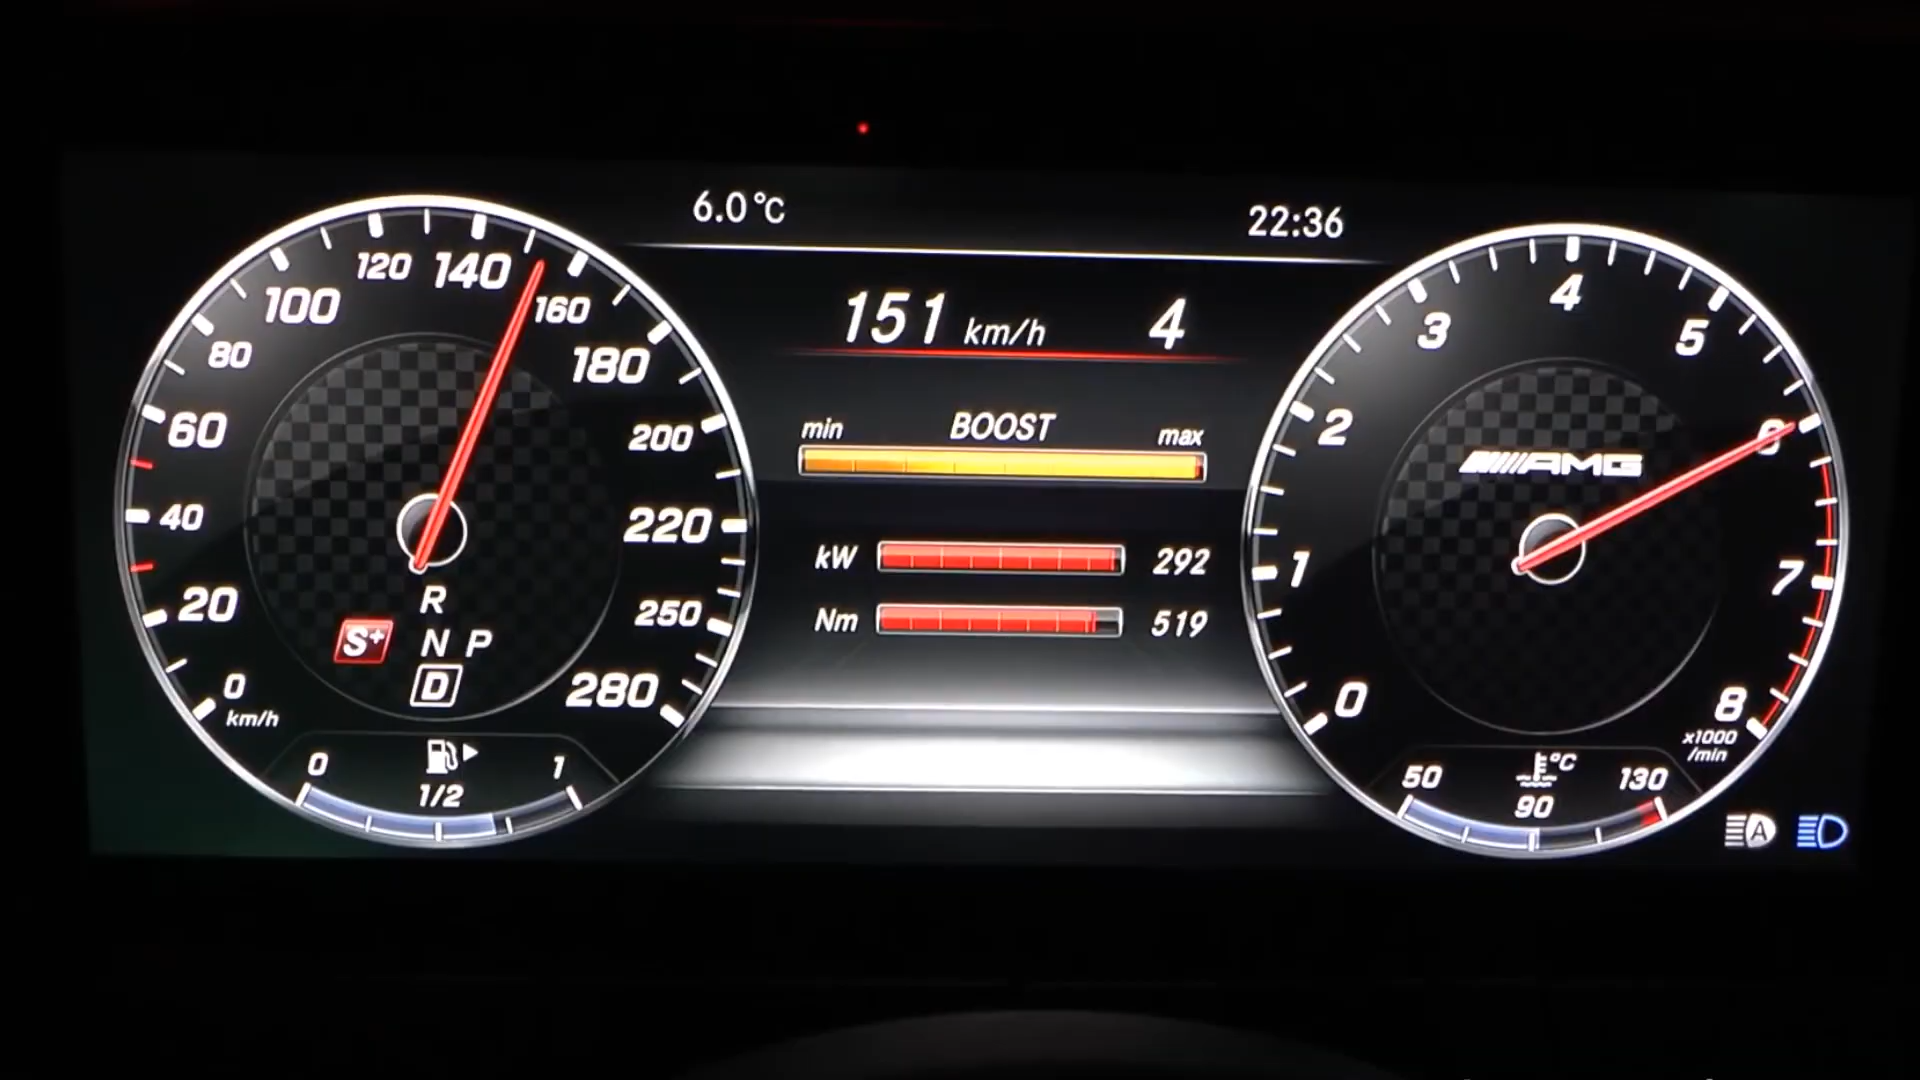 6.0°C
22:36
151 km/h 4
min BOOST max
kW 292
Nm 519
0
20
40
60
80
100
120
140
160
180
200
220
250
280
km/h
R
S+ N P
D
0 1/2 1
0
1
2
3
4
5
6
7
8
x1000
/min
AMG
50 °C 130
90
A